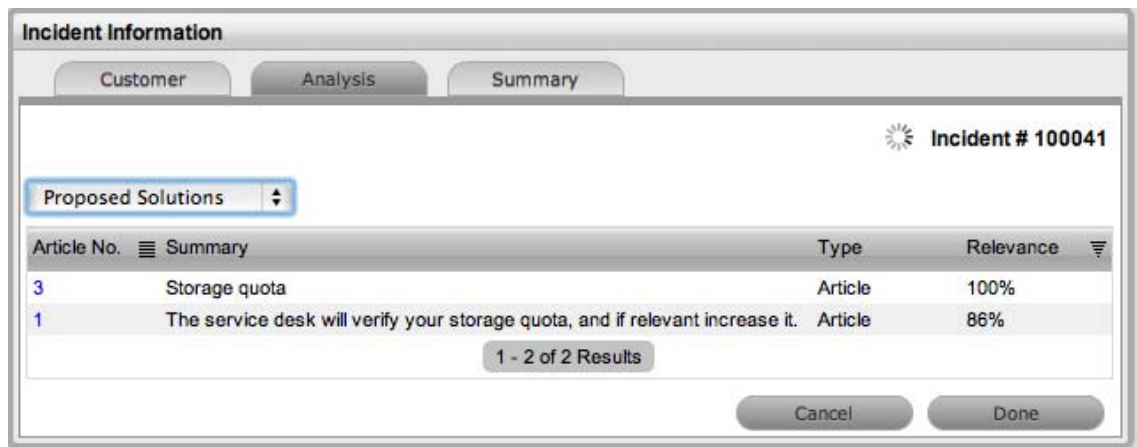 Incident Information
Customer Analysis Summary
Incident # 100041
Proposed Solutions
Article No. Summary Type Relevance
3 Storage quota Article 100%
1 The service desk will verify your storage quota, and if relevant increase it. Article 86%
1 - 2 of 2 Results
Cancel Done